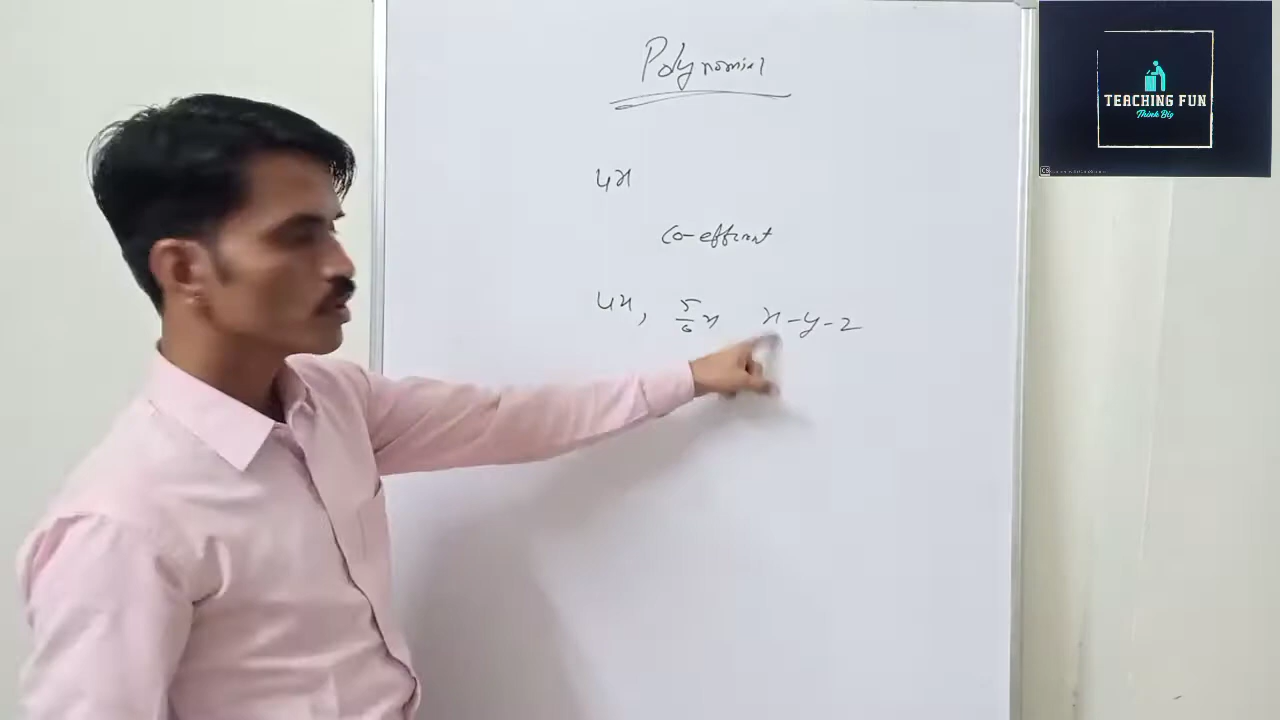 Polynomial
4x
Co-efficient
4x, 5/6 x x-y-z
TEACHING FUN
Think Big